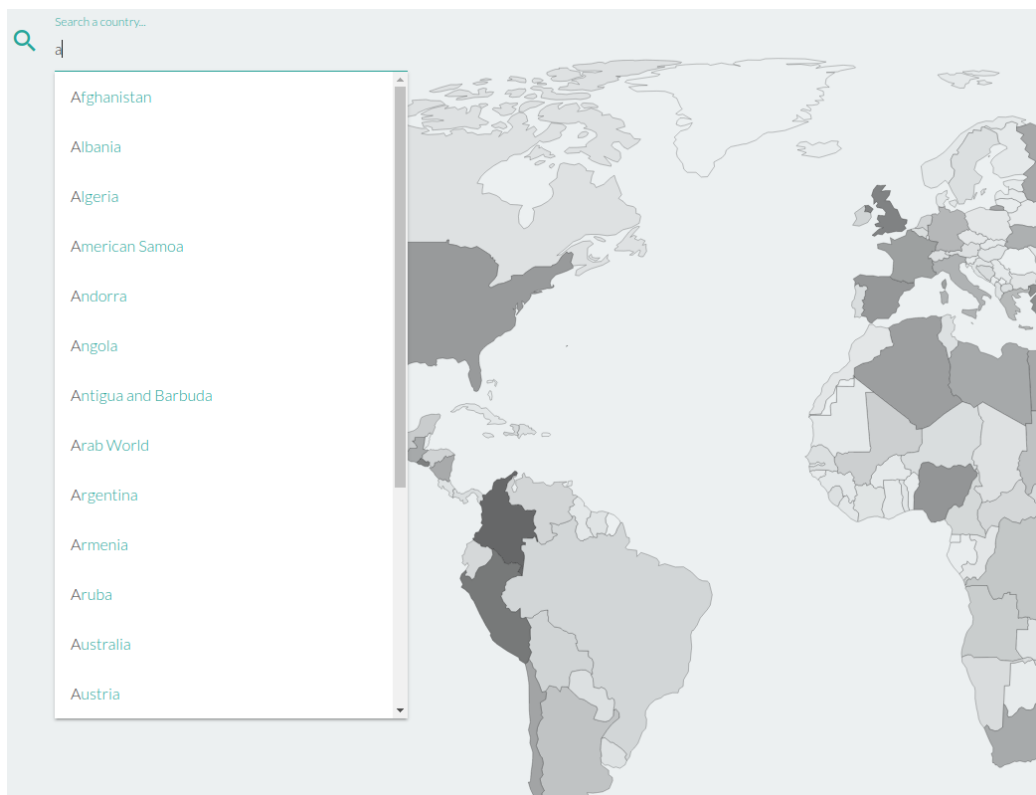 Search a country...
a
Afghanistan
Albania
Algeria
American Samoa
Andorra
Angola
Antigua and Barbuda
Arab World
Argentina
Armenia
Aruba
Australia
Austria